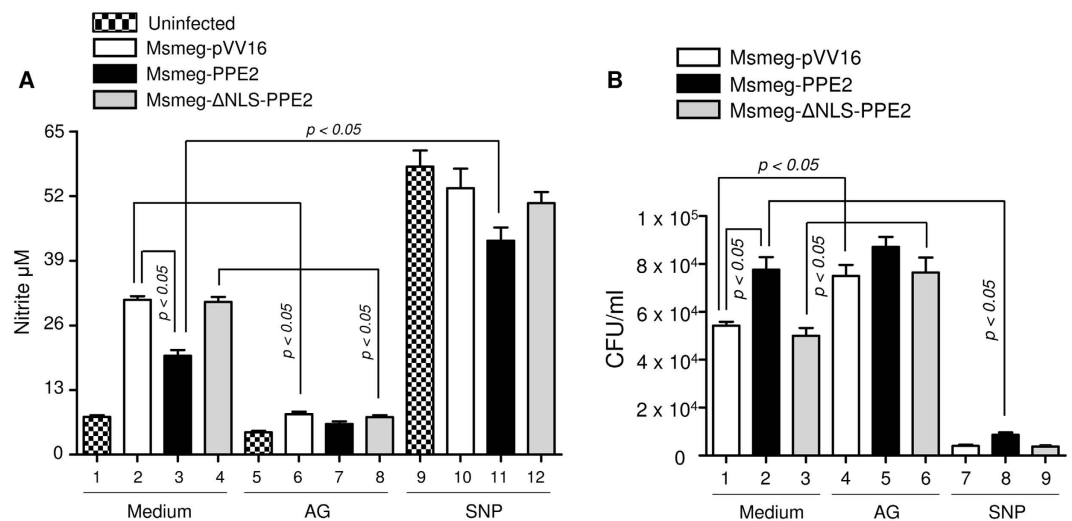 A
Uninfected
Msmeg-pVV16
Msmeg-PPE2
Msmeg-ΔNLS-PPE2
Nitrite µM
65
52
39
26
13
0
p < 0.05
p < 0.05
p < 0.05
p < 0.05
1 2 3 4 5 6 7 8 9 10 11 12
Medium AG SNP
B
Msmeg-pVV16
Msmeg-PPE2
Msmeg-ΔNLS-PPE2
CFU/ml
1 x 10⁵
8 x 10⁴
6 x 10⁴
4 x 10⁴
2 x 10⁴
0
p < 0.05
p < 0.05
p < 0.05
p < 0.05
1 2 3 4 5 6 7 8 9
Medium AG SNP